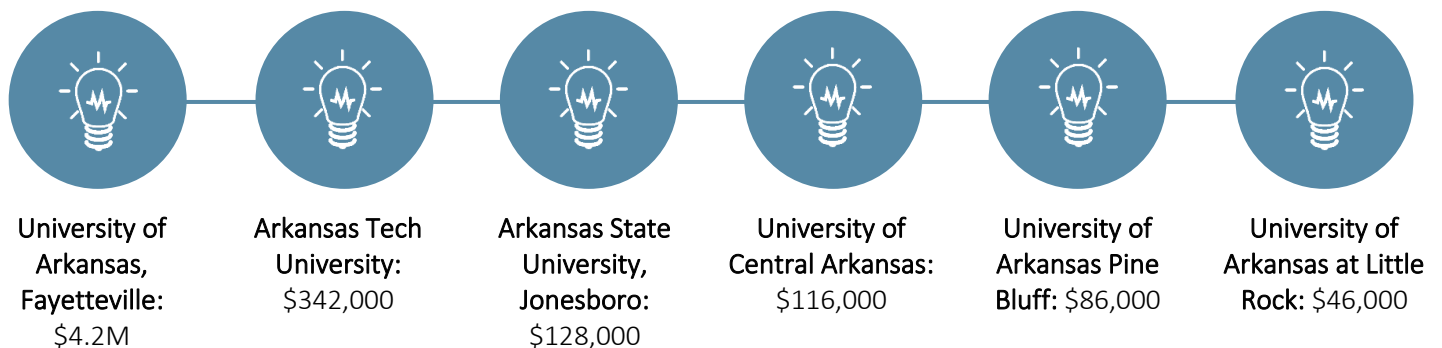 University of
Arkansas,
Fayetteville:
$4.2M
Arkansas Tech
University:
$342,000
Arkansas State
University,
Jonesboro:
$128,000
University of
Central Arkansas:
$116,000
University of
Arkansas Pine
Bluff: $86,000
University of
Arkansas at Little
Rock: $46,000